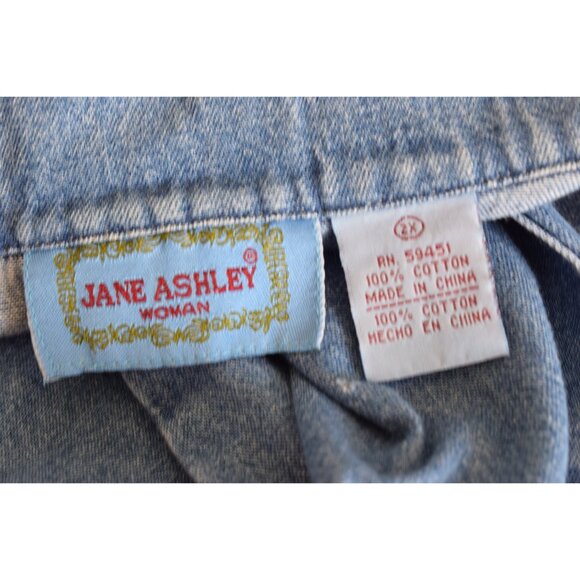 JANE ASHLEY®
WOMAN
2X
RN. 59451
100% COTTON
MADE IN CHINA
100% COTTON
HECHO EN CHINA